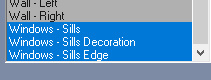 Wall - Left
Wall - Right
Windows - Sills
Windows - Sills Decoration
Windows - Sills Edge